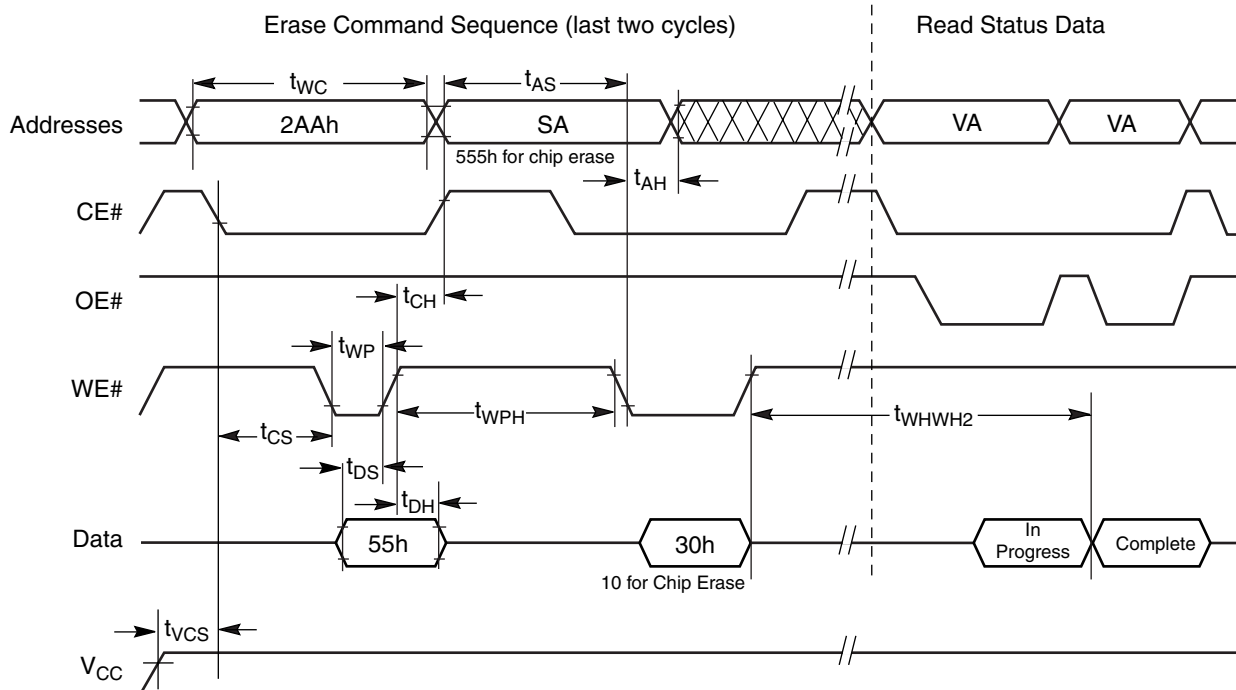 Erase Command Sequence (last two cycles)
Read Status Data
tWC
tAS
Addresses
2AAh
SA
VA
VA
555h for chip erase
tAH
CE#
OE#
tCH
tWP
WE#
tWPH
tWHWH2
tCS
tDS
tDH
Data
55h
30h
In
Progress
Complete
10 for Chip Erase
tVCS
VCC